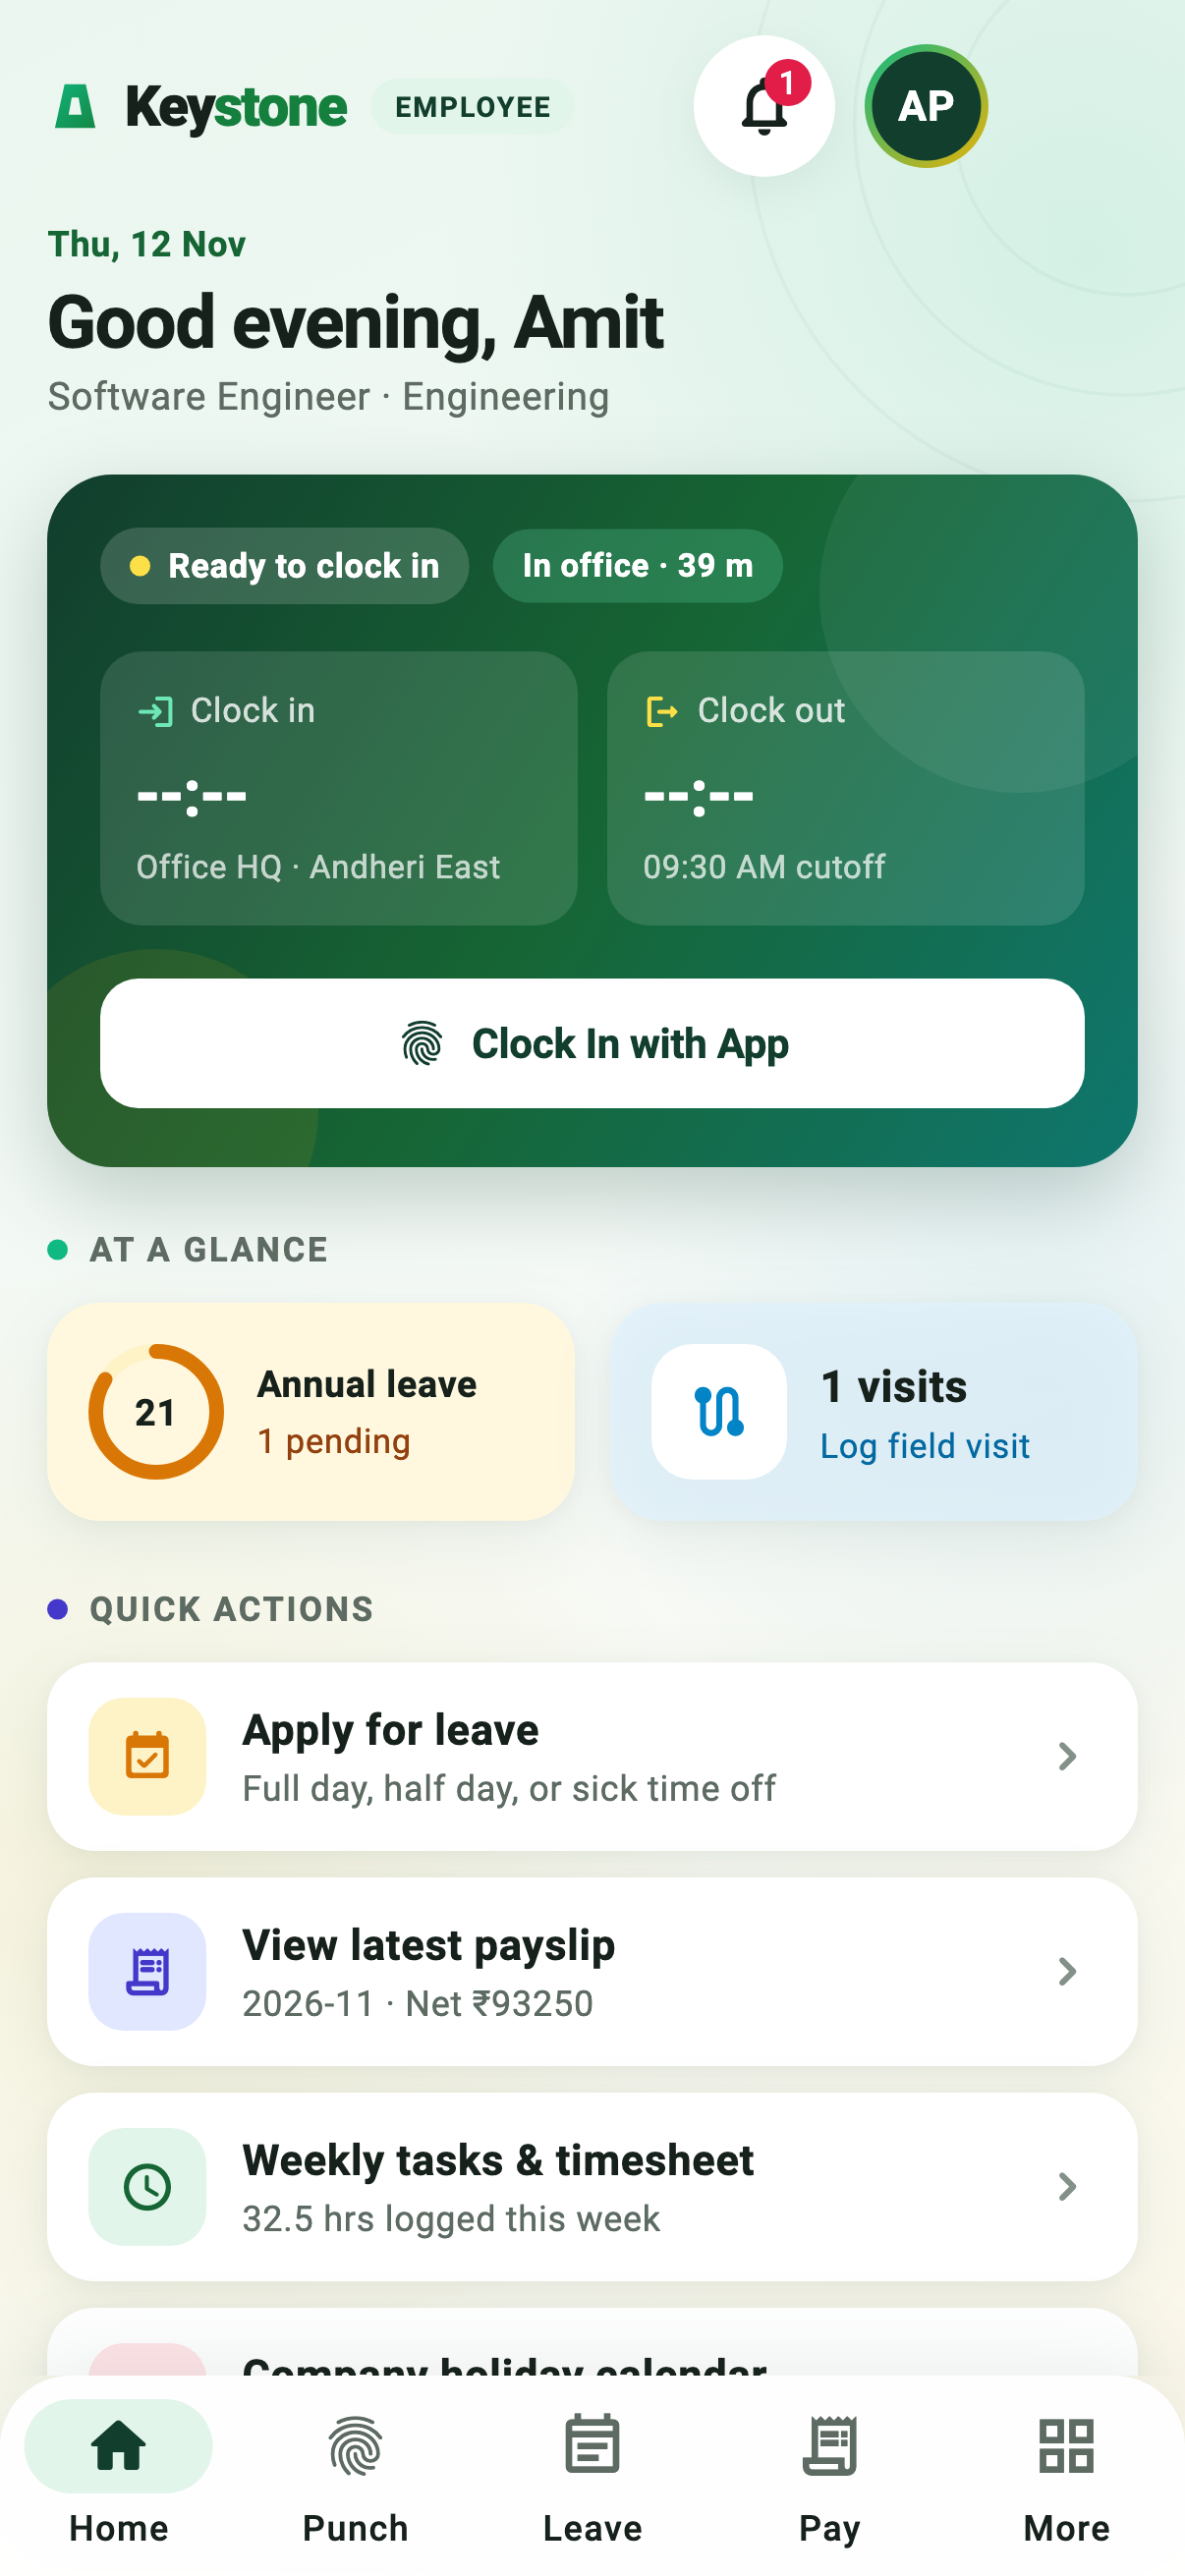 Keystone EMPLOYEE 1 AP
Thu, 12 Nov
Good evening, Amit
Software Engineer · Engineering
Ready to clock in In office · 39 m
Clock in
--:--
Office HQ · Andheri East
Clock out
--:--
09:30 AM cutoff
Clock In with App
AT A GLANCE
21
Annual leave
1 pending
1 visits
Log field visit
QUICK ACTIONS
Apply for leave
Full day, half day, or sick time off
View latest payslip
2026-11 · Net ₹93250
Weekly tasks & timesheet
32.5 hrs logged this week
Company holiday calendar
Home Punch Leave Pay More